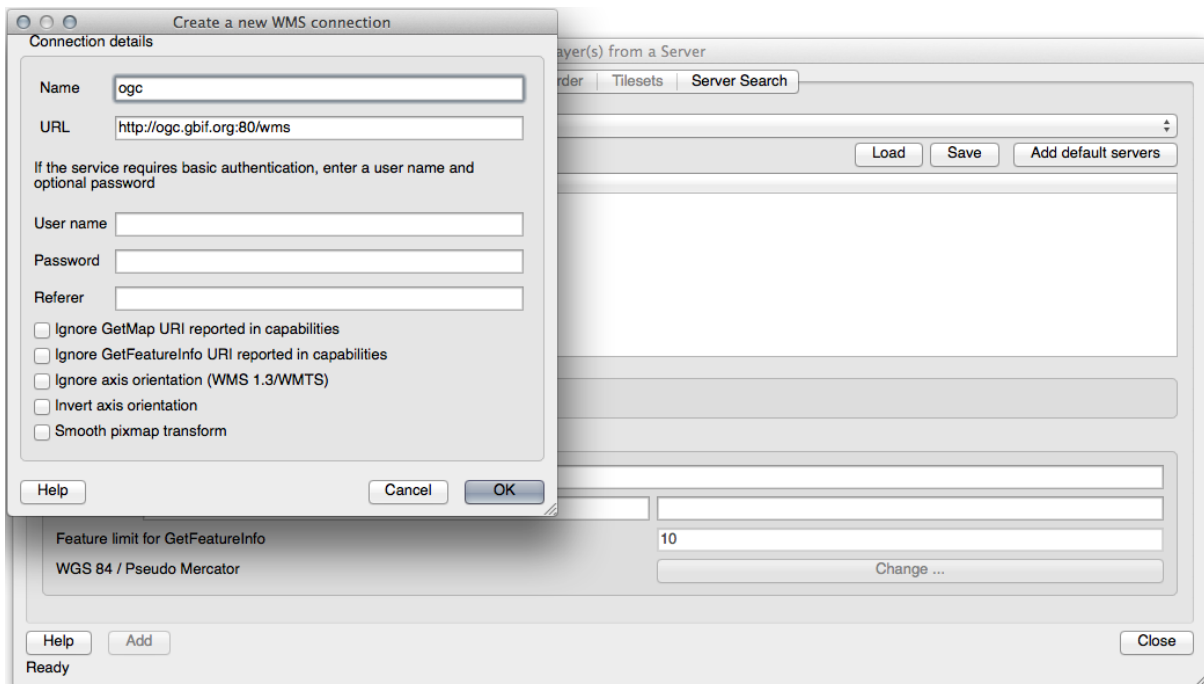 Create a new WMS connection
Connection details
Name ogc
URL http://ogc.gbif.org:80/wms
If the service requires basic authentication, enter a user name and
optional password
User name
Password
Referer
Ignore GetMap URI reported in capabilities
Ignore GetFeatureInfo URI reported in capabilities
Ignore axis orientation (WMS 1.3/WMTS)
Invert axis orientation
Smooth pixmap transform
Help Cancel OK
ayer(s) from a Server
rder Tilesets Server Search
Load Save Add default servers
Feature limit for GetFeatureInfo 10
WGS 84 / Pseudo Mercator Change ...
Help Add Close
Ready